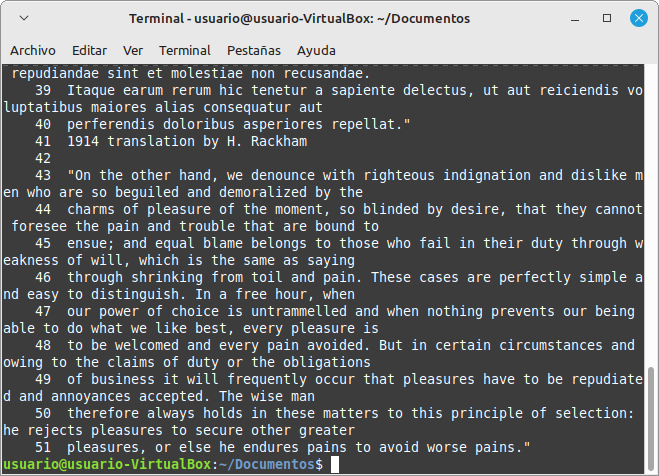 Terminal - usuario@usuario-VirtualBox: ~/Documentos
Archivo Editar Ver Terminal Pestañas Ayuda
repudiandae sint et molestiae non recusandae.
39 Itaque earum rerum hic tenetur a sapiente delectus, ut aut reiciendis vo
luptatibus maiores alias consequatur aut
40 perferendis doloribus asperiores repellat."
41 1914 translation by H. Rackham
42
43 "On the other hand, we denounce with righteous indignation and dislike m
en who are so beguiled and demoralized by the
44 charms of pleasure of the moment, so blinded by desire, that they cannot
foresee the pain and trouble that are bound to
45 ensue; and equal blame belongs to those who fail in their duty through w
eakness of will, which is the same as saying
46 through shrinking from toil and pain. These cases are perfectly simple a
nd easy to distinguish. In a free hour, when
47 our power of choice is untrammelled and when nothing prevents our being
able to do what we like best, every pleasure is
48 to be welcomed and every pain avoided. But in certain circumstances and
owing to the claims of duty or the obligations
49 of business it will frequently occur that pleasures have to be repudiate
d and annoyances accepted. The wise man
50 therefore always holds in these matters to this principle of selection:
he rejects pleasures to secure other greater
51 pleasures, or else he endures pains to avoid worse pains."
usuario@usuario-VirtualBox:~/Documentos$